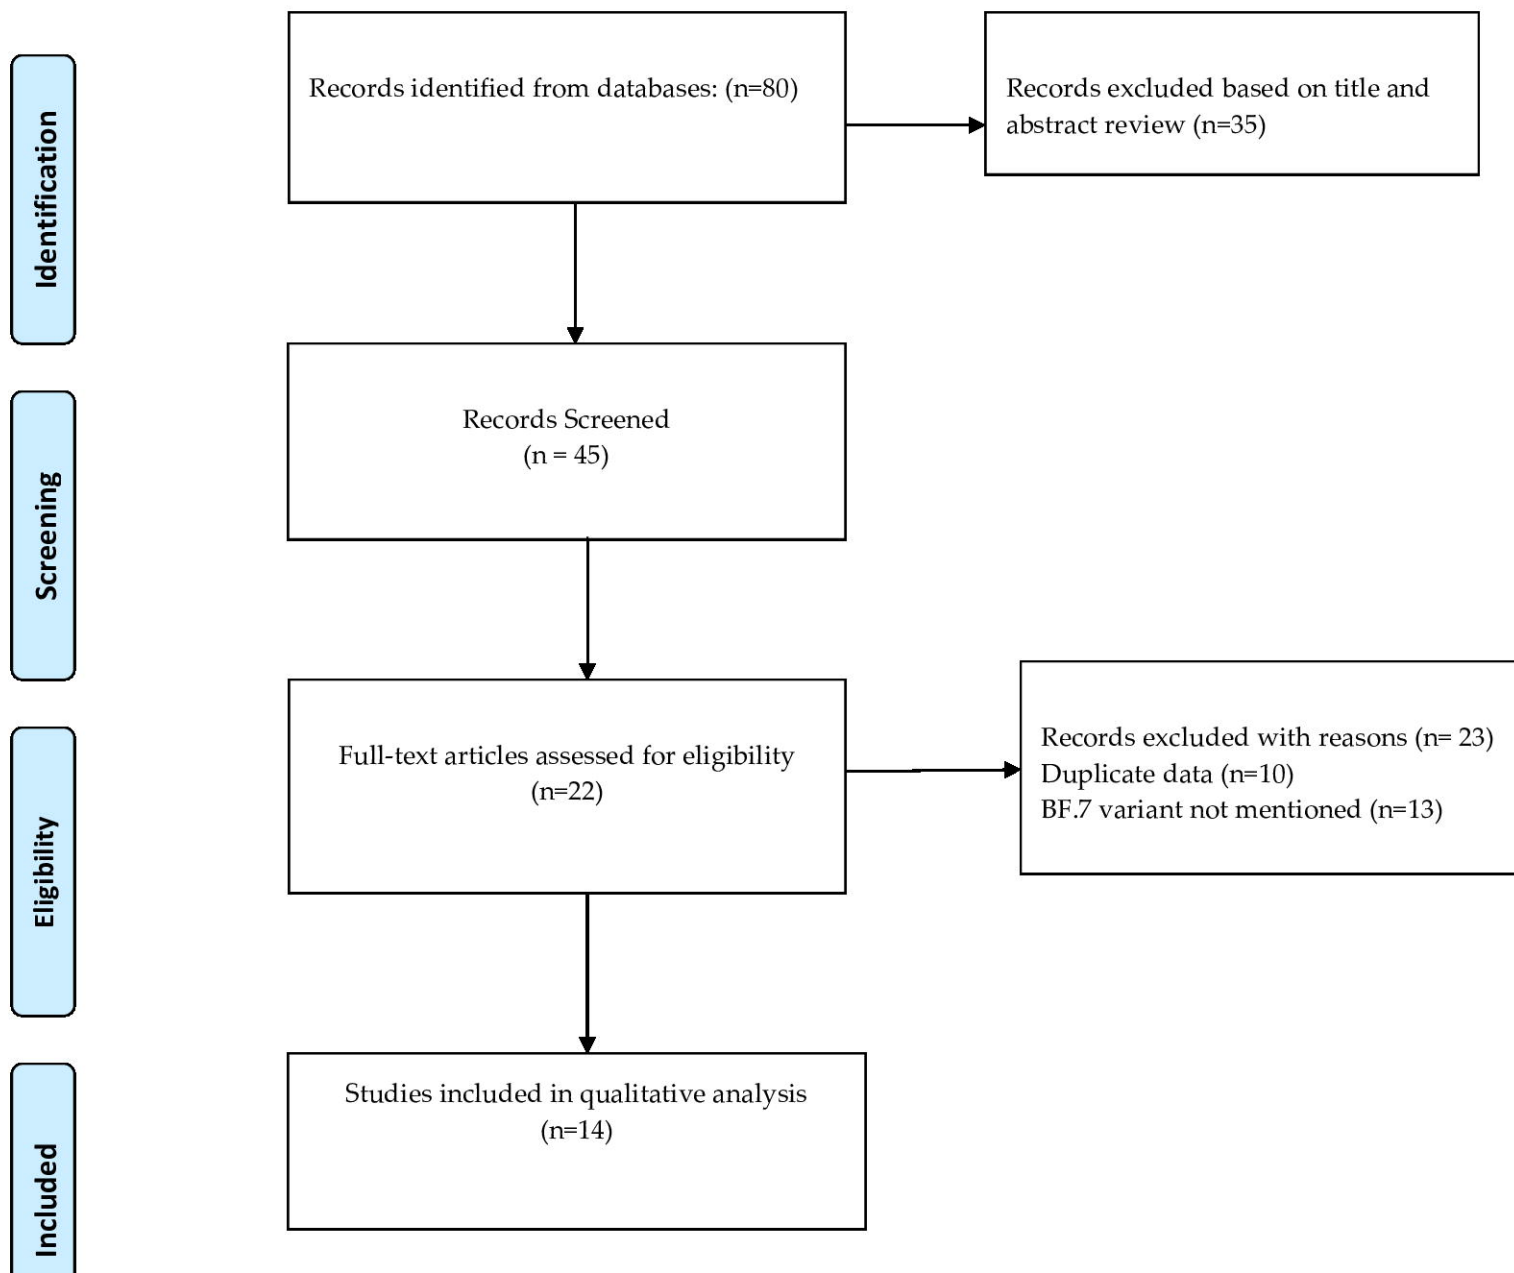 Identification
Records identified from databases: (n=80)
Records excluded based on title and
abstract review (n=35)
Screening
Records Screened
(n = 45)
Eligibility
Full-text articles assessed for eligibility
(n=22)
Records excluded with reasons (n= 23)
Duplicate data (n=10)
BF.7 variant not mentioned (n=13)
Included
Studies included in qualitative analysis
(n=14)